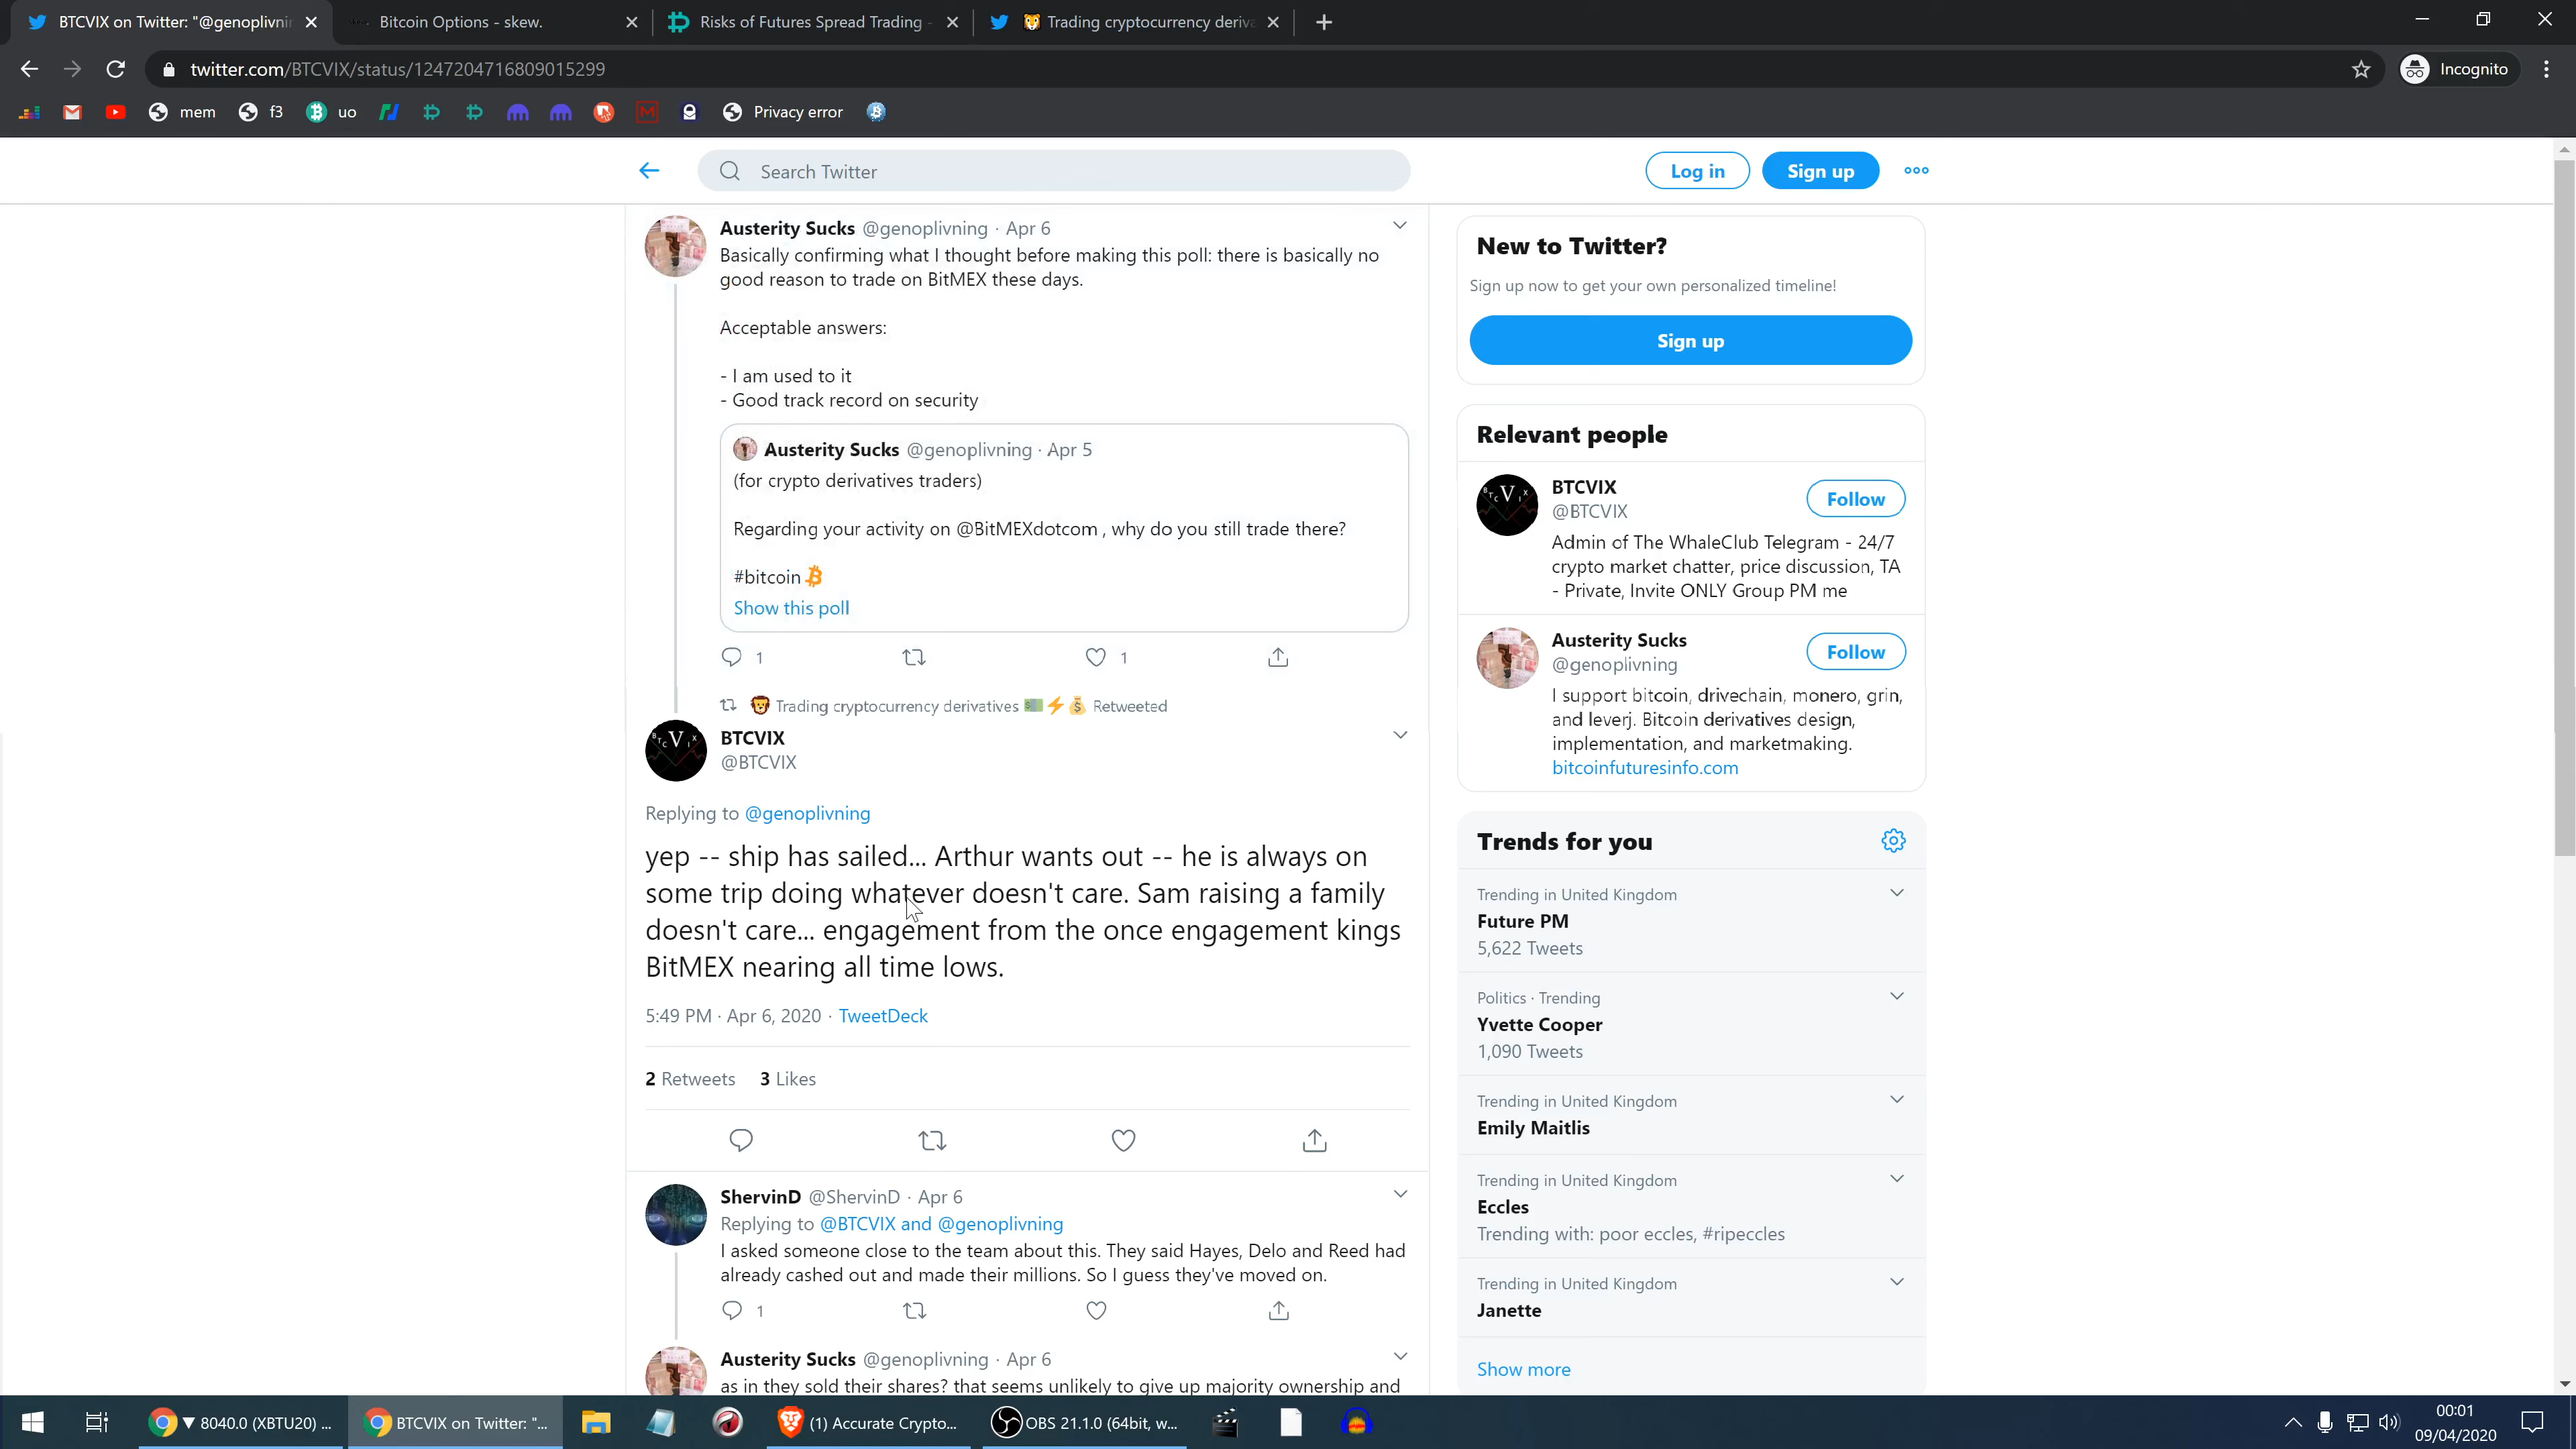 BTCVIX on Twitter: "@genoplivnin
Bitcoin Options - skew.
Risks of Futures Spread Trading -
Trading cryptocurrency deriva
twitter.com/BTCVIX/status/1247204716809015299
Incognito
mem
f3
uo
Privacy error
Search Twitter
Log in
Sign up
Austerity Sucks @genoplivning · Apr 6
Basically confirming what I thought before making this poll: there is basically no
good reason to trade on BitMEX these days.
Acceptable answers:
- I am used to it
- Good track record on security
Austerity Sucks @genoplivning · Apr 5
(for crypto derivatives traders)
Regarding your activity on @BitMEXdotcom , why do you still trade there?
#bitcoin
Show this poll
1
1
Trading cryptocurrency derivatives Retweeted
BTCVIX
@BTCVIX
Replying to @genoplivning
yep -- ship has sailed... Arthur wants out -- he is always on
some trip doing whatever doesn't care. Sam raising a family
doesn't care... engagement from the once engagement kings
BitMEX nearing all time lows.
5:49 PM · Apr 6, 2020 · TweetDeck
2 Retweets 3 Likes
ShervinD @ShervinD · Apr 6
Replying to @BTCVIX and @genoplivning
I asked someone close to the team about this. They said Hayes, Delo and Reed had
already cashed out and made their millions. So I guess they've moved on.
1
Austerity Sucks @genoplivning · Apr 6
as in they sold their shares? that seems unlikely to give up majority ownership and
New to Twitter?
Sign up now to get your own personalized timeline!
Sign up
Relevant people
BTCVIX
@BTCVIX
Follow
Admin of The WhaleClub Telegram - 24/7
crypto market chatter, price discussion, TA
- Private, Invite ONLY Group PM me
Austerity Sucks
@genoplivning
Follow
I support bitcoin, drivechain, monero, grin,
and leverj. Bitcoin derivatives design,
implementation, and marketmaking.
bitcoinfuturesinfo.com
Trends for you
Trending in United Kingdom
Future PM
5,622 Tweets
Politics · Trending
Yvette Cooper
1,090 Tweets
Trending in United Kingdom
Emily Maitlis
Trending in United Kingdom
Eccles
Trending with: poor eccles, #ripeccles
Trending in United Kingdom
Janette
Show more
▼ 8040.0 (XBTU20) ...
BTCVIX on Twitter: "...
(1) Accurate Crypto...
OBS 21.1.0 (64bit, w...
00:01
09/04/2020